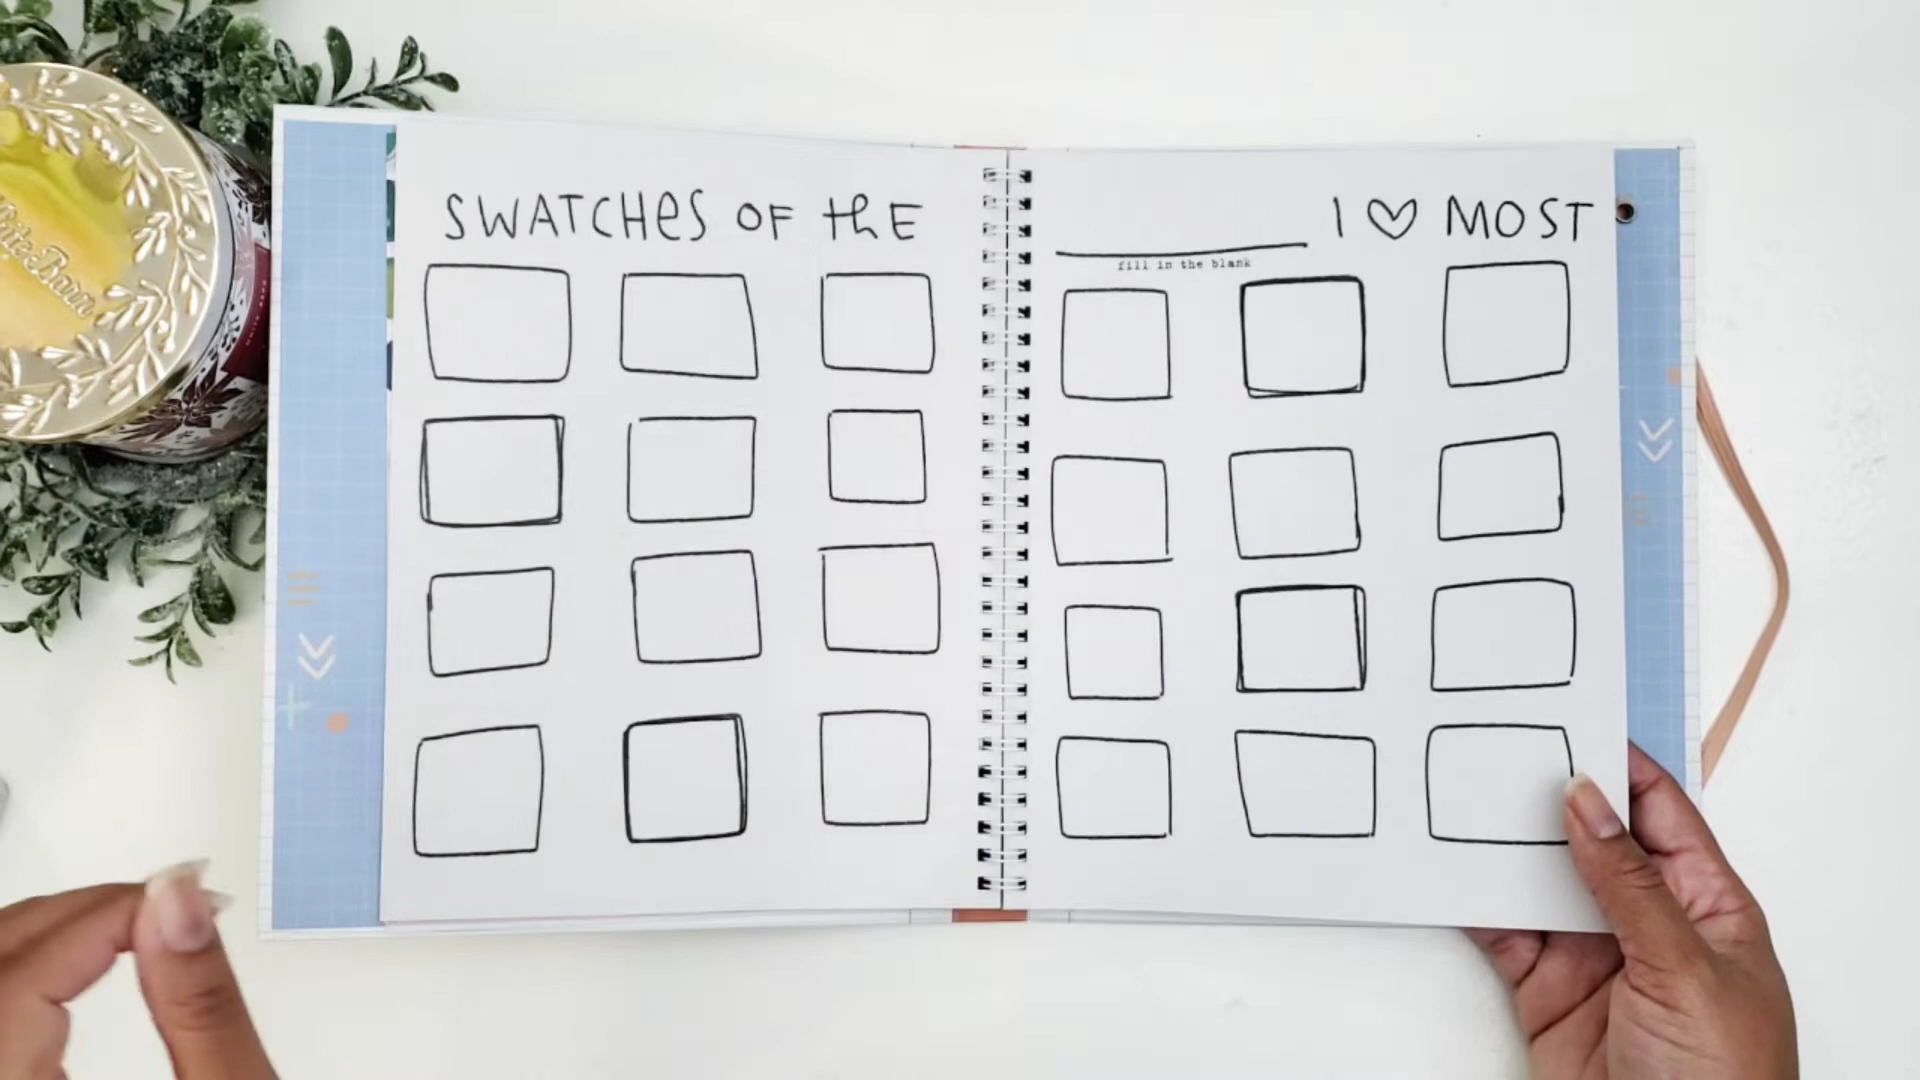 SWATCHES OF thE
I ♡ MOST
fill in the blank